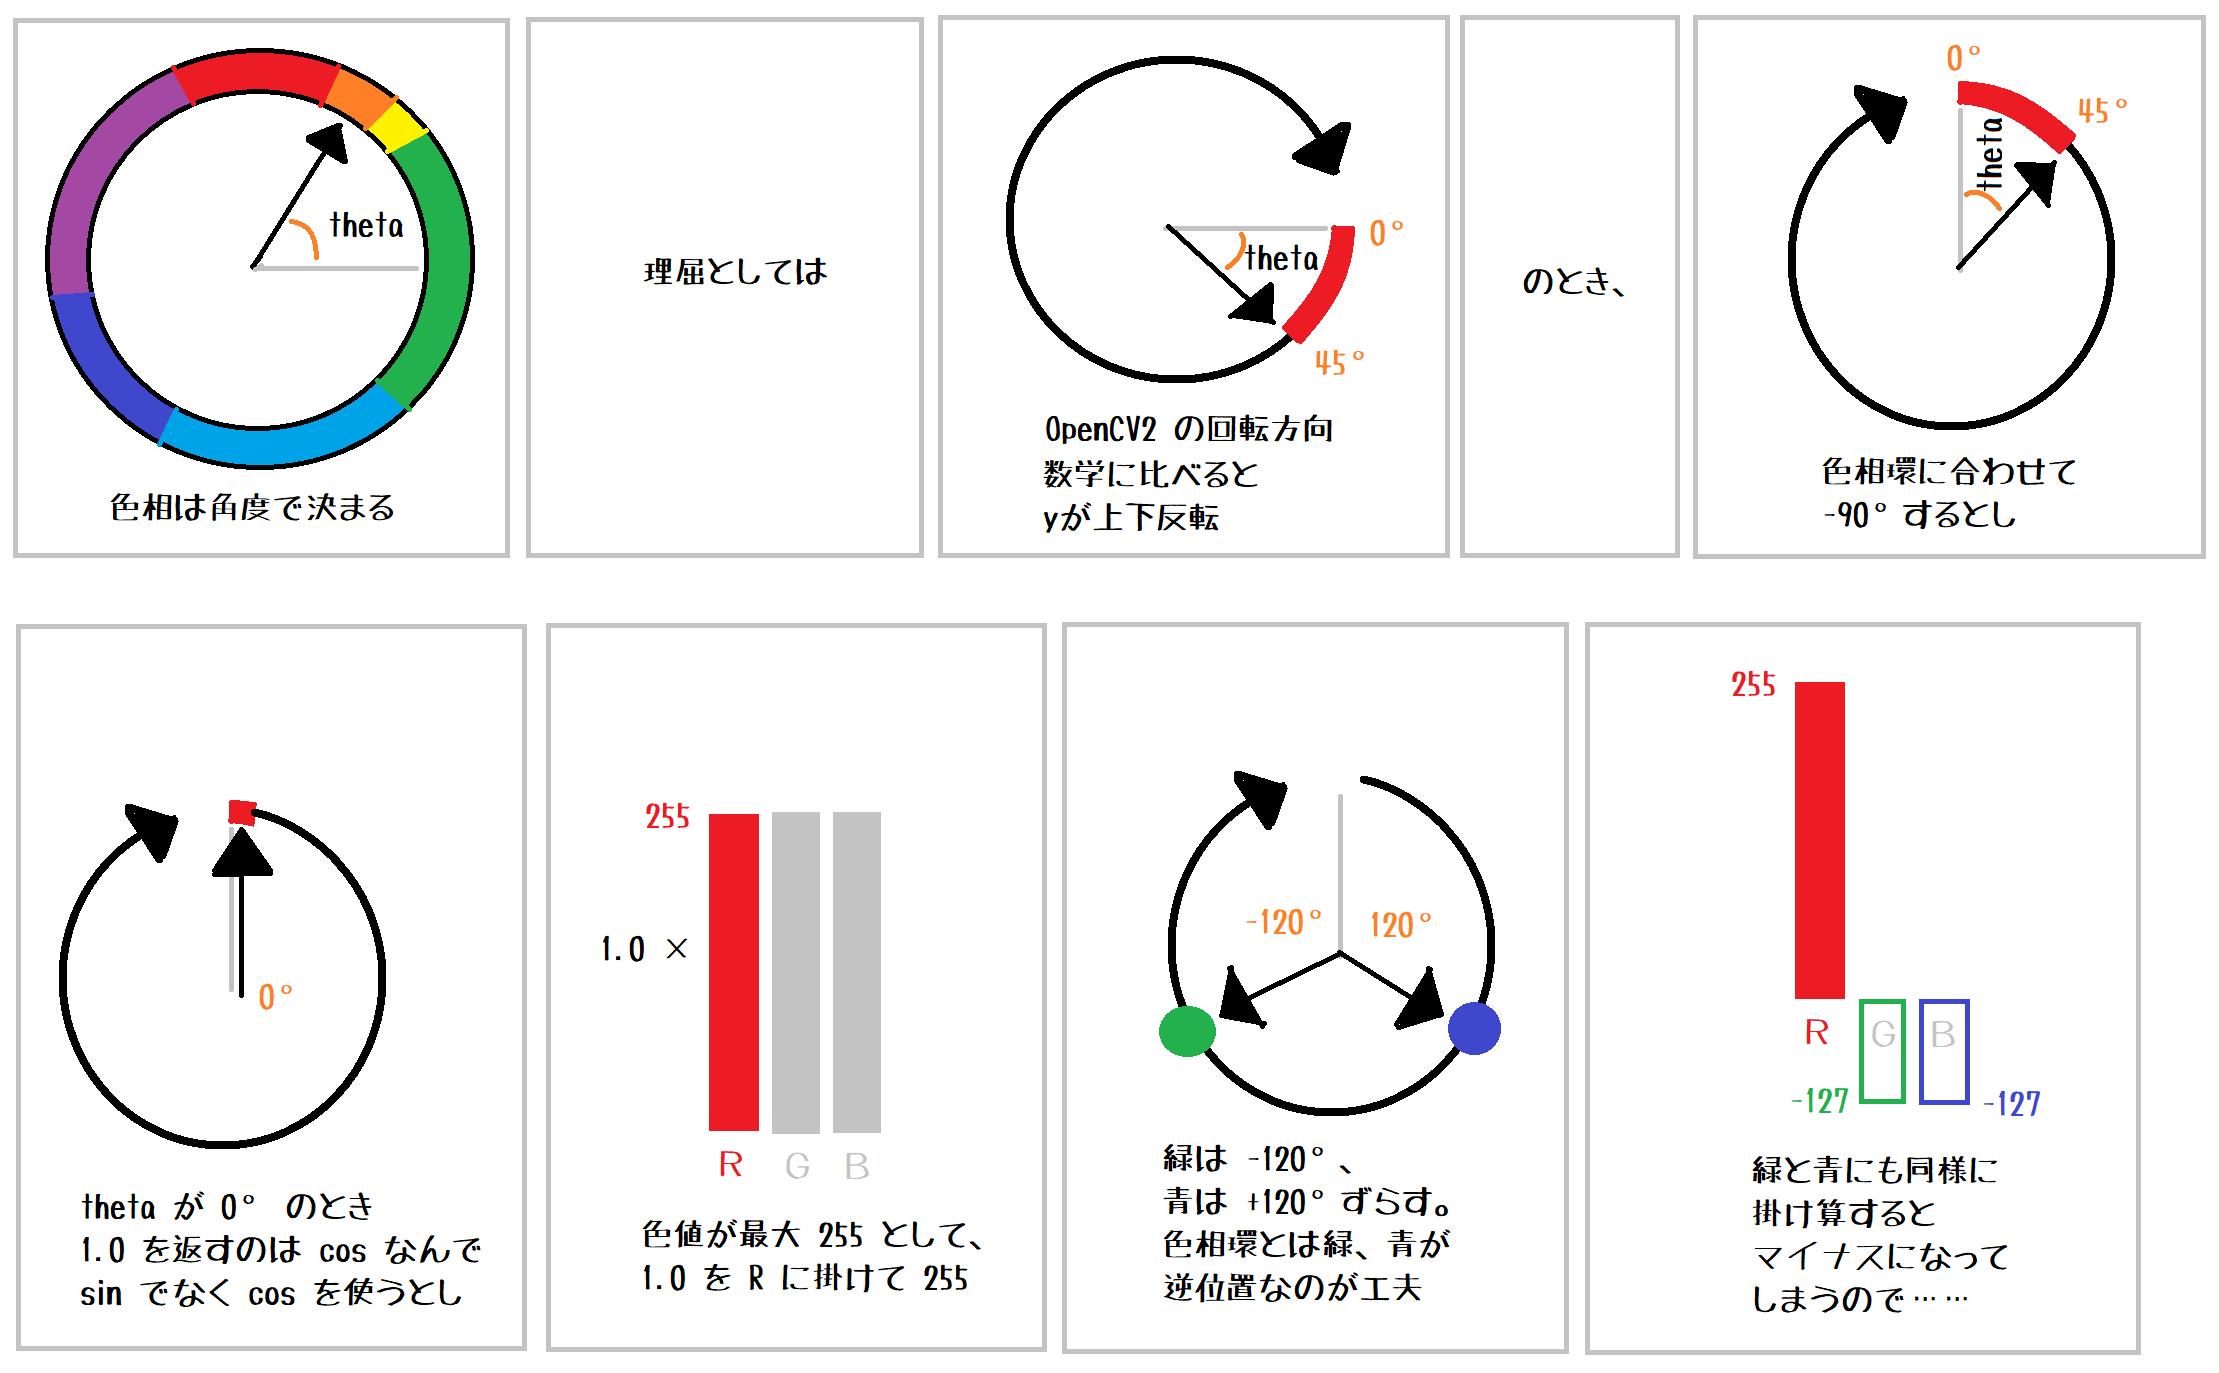 theta
色相は角度で決まる
理屈としては
0°
theta
45°
OpenCV2 の回転方向
数学に比べると
yが上下反転
のとき、
0°
45°
theta
色相環に合わせて
-90° するとし
0°
theta が 0° のとき
1.0 を返すのは cos なんで
sin でなく cos を使うとし
255
1.0 ×
R G B
色値が最大 255 として、
1.0 を R に掛けて 255
-120° 120°
緑は -120°、
青は +120° ずらす。
色相環とは緑、青が
逆位置なのが工夫
255
R G B
-127 -127
緑と青にも同様に
掛け算すると
マイナスになって
しまうので……